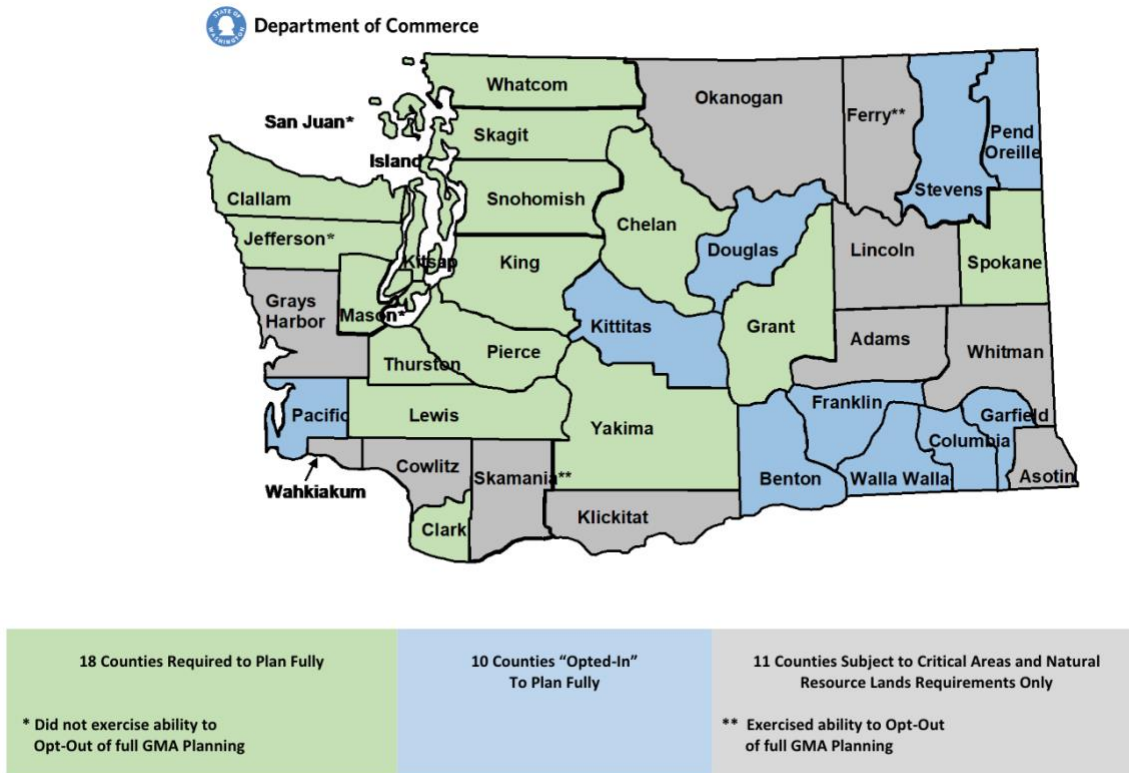 STATE OF WASHINGTON
Department of Commerce
Whatcom
Okanogan
Ferry**
Pend
Oreille
San Juan*
Skagit
Island
Stevens
Clallam
Snohomish
Chelan
Jefferson*
Douglas
Lincoln
Spokane
Kitsap
King
Grays
Harbor
Mason*
Kittitas
Grant
Adams
Whitman
Thurston
Pierce
Pacific
Lewis
Franklin
Garfield
Yakima
Columbia
Cowlitz
Skamania**
Benton
Walla Walla
Asotin
Wahkiakum
Klickitat
Clark
18 Counties Required to Plan Fully
* Did not exercise ability to
Opt-Out of full GMA Planning
10 Counties “Opted-In”
To Plan Fully
11 Counties Subject to Critical Areas and Natural
Resource Lands Requirements Only
** Exercised ability to Opt-Out
of full GMA Planning